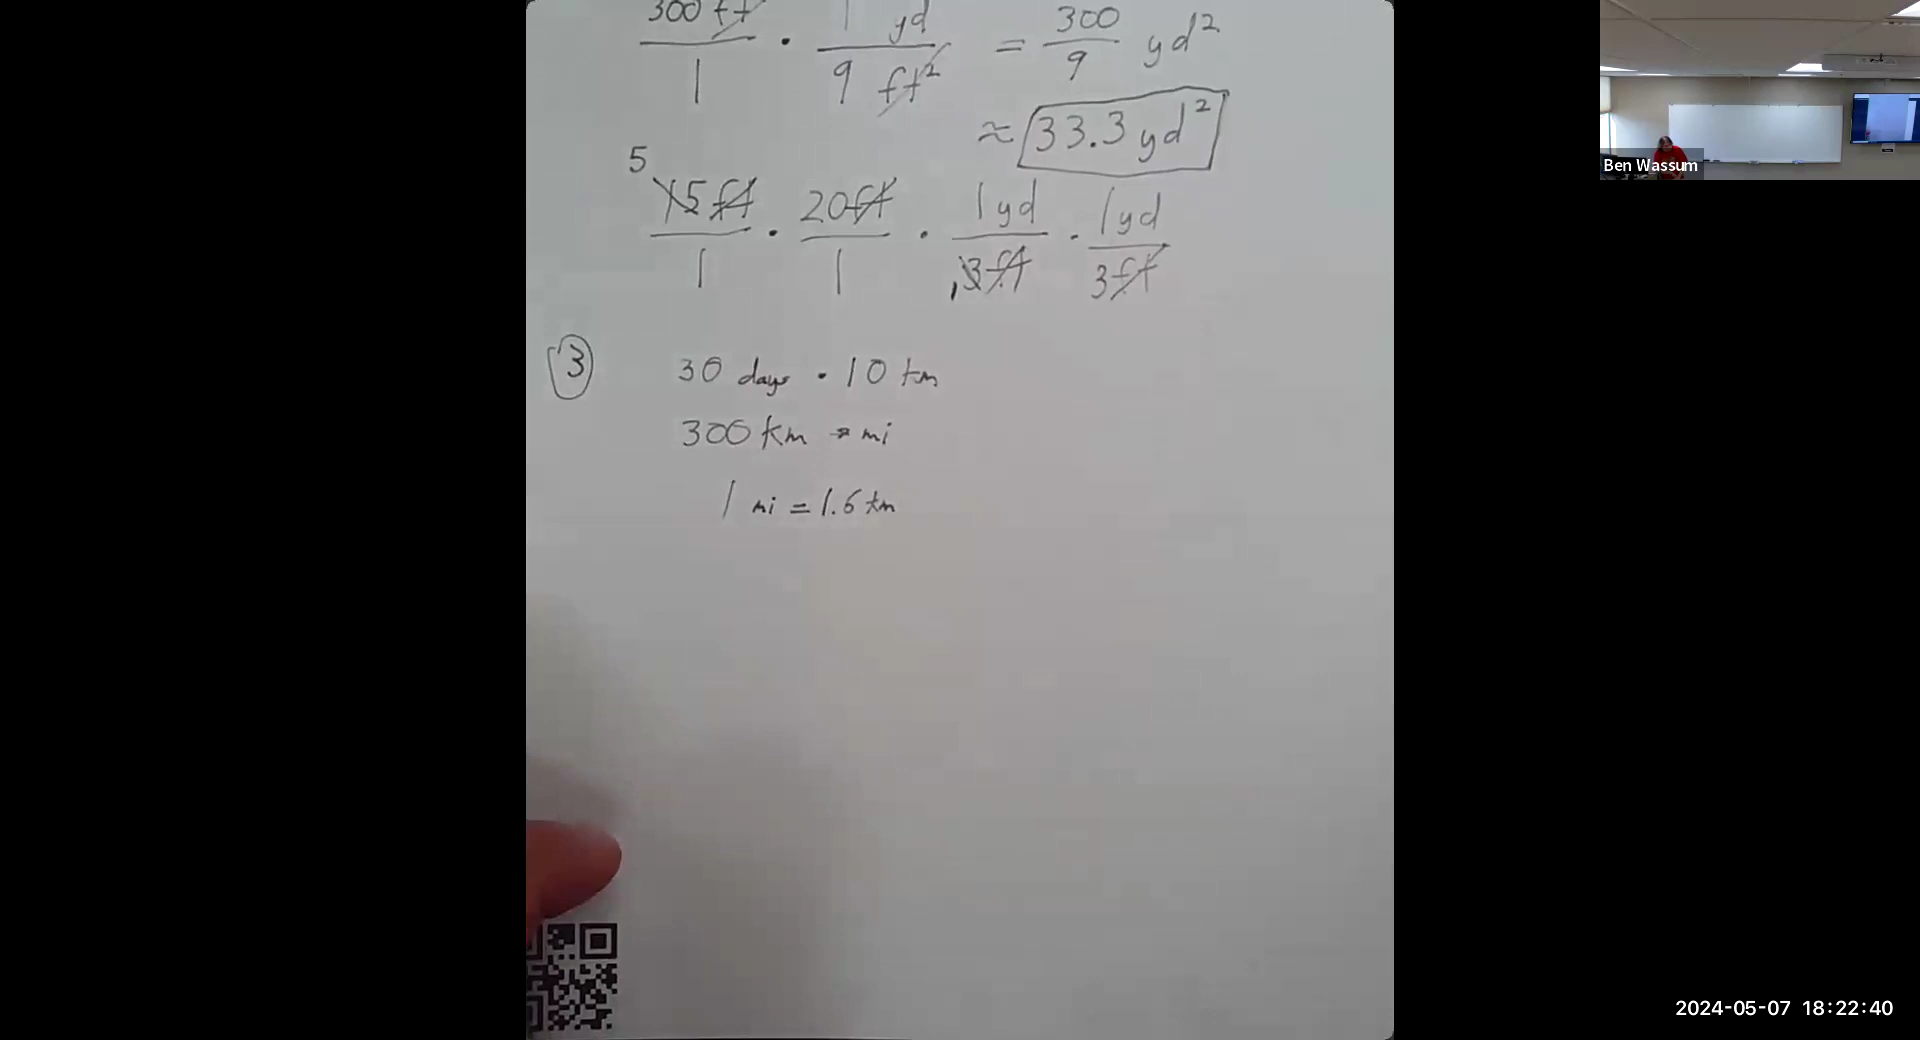 300 ft / 1 · 1 yd / 9 ft² = 300 / 9 yd²
≈ 33.3 yd²
5
15 ft / 1 · 20 ft / 1 · 1 yd / 3 ft · 1 yd / 3 ft
1
3 30 days · 10 km
300 km → mi
1 mi = 1.6 km
Ben Wassum
2024-05-07 18:22:40